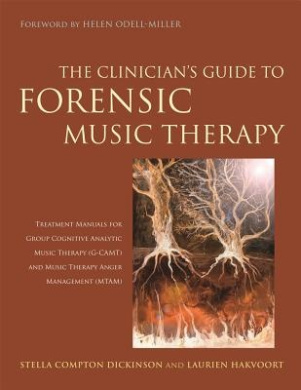 FOREWORD BY HELEN ODELL-MILLER
THE CLINICIAN'S GUIDE TO
FORENSIC
MUSIC THERAPY
TREATMENT MANUALS FOR
GROUP COGNITIVE ANALYTIC
MUSIC THERAPY (G-CAMT)
AND MUSIC THERAPY ANGER
MANAGEMENT (MTAM)
STELLA COMPTON DICKINSON AND LAURIEN HAKVOORT